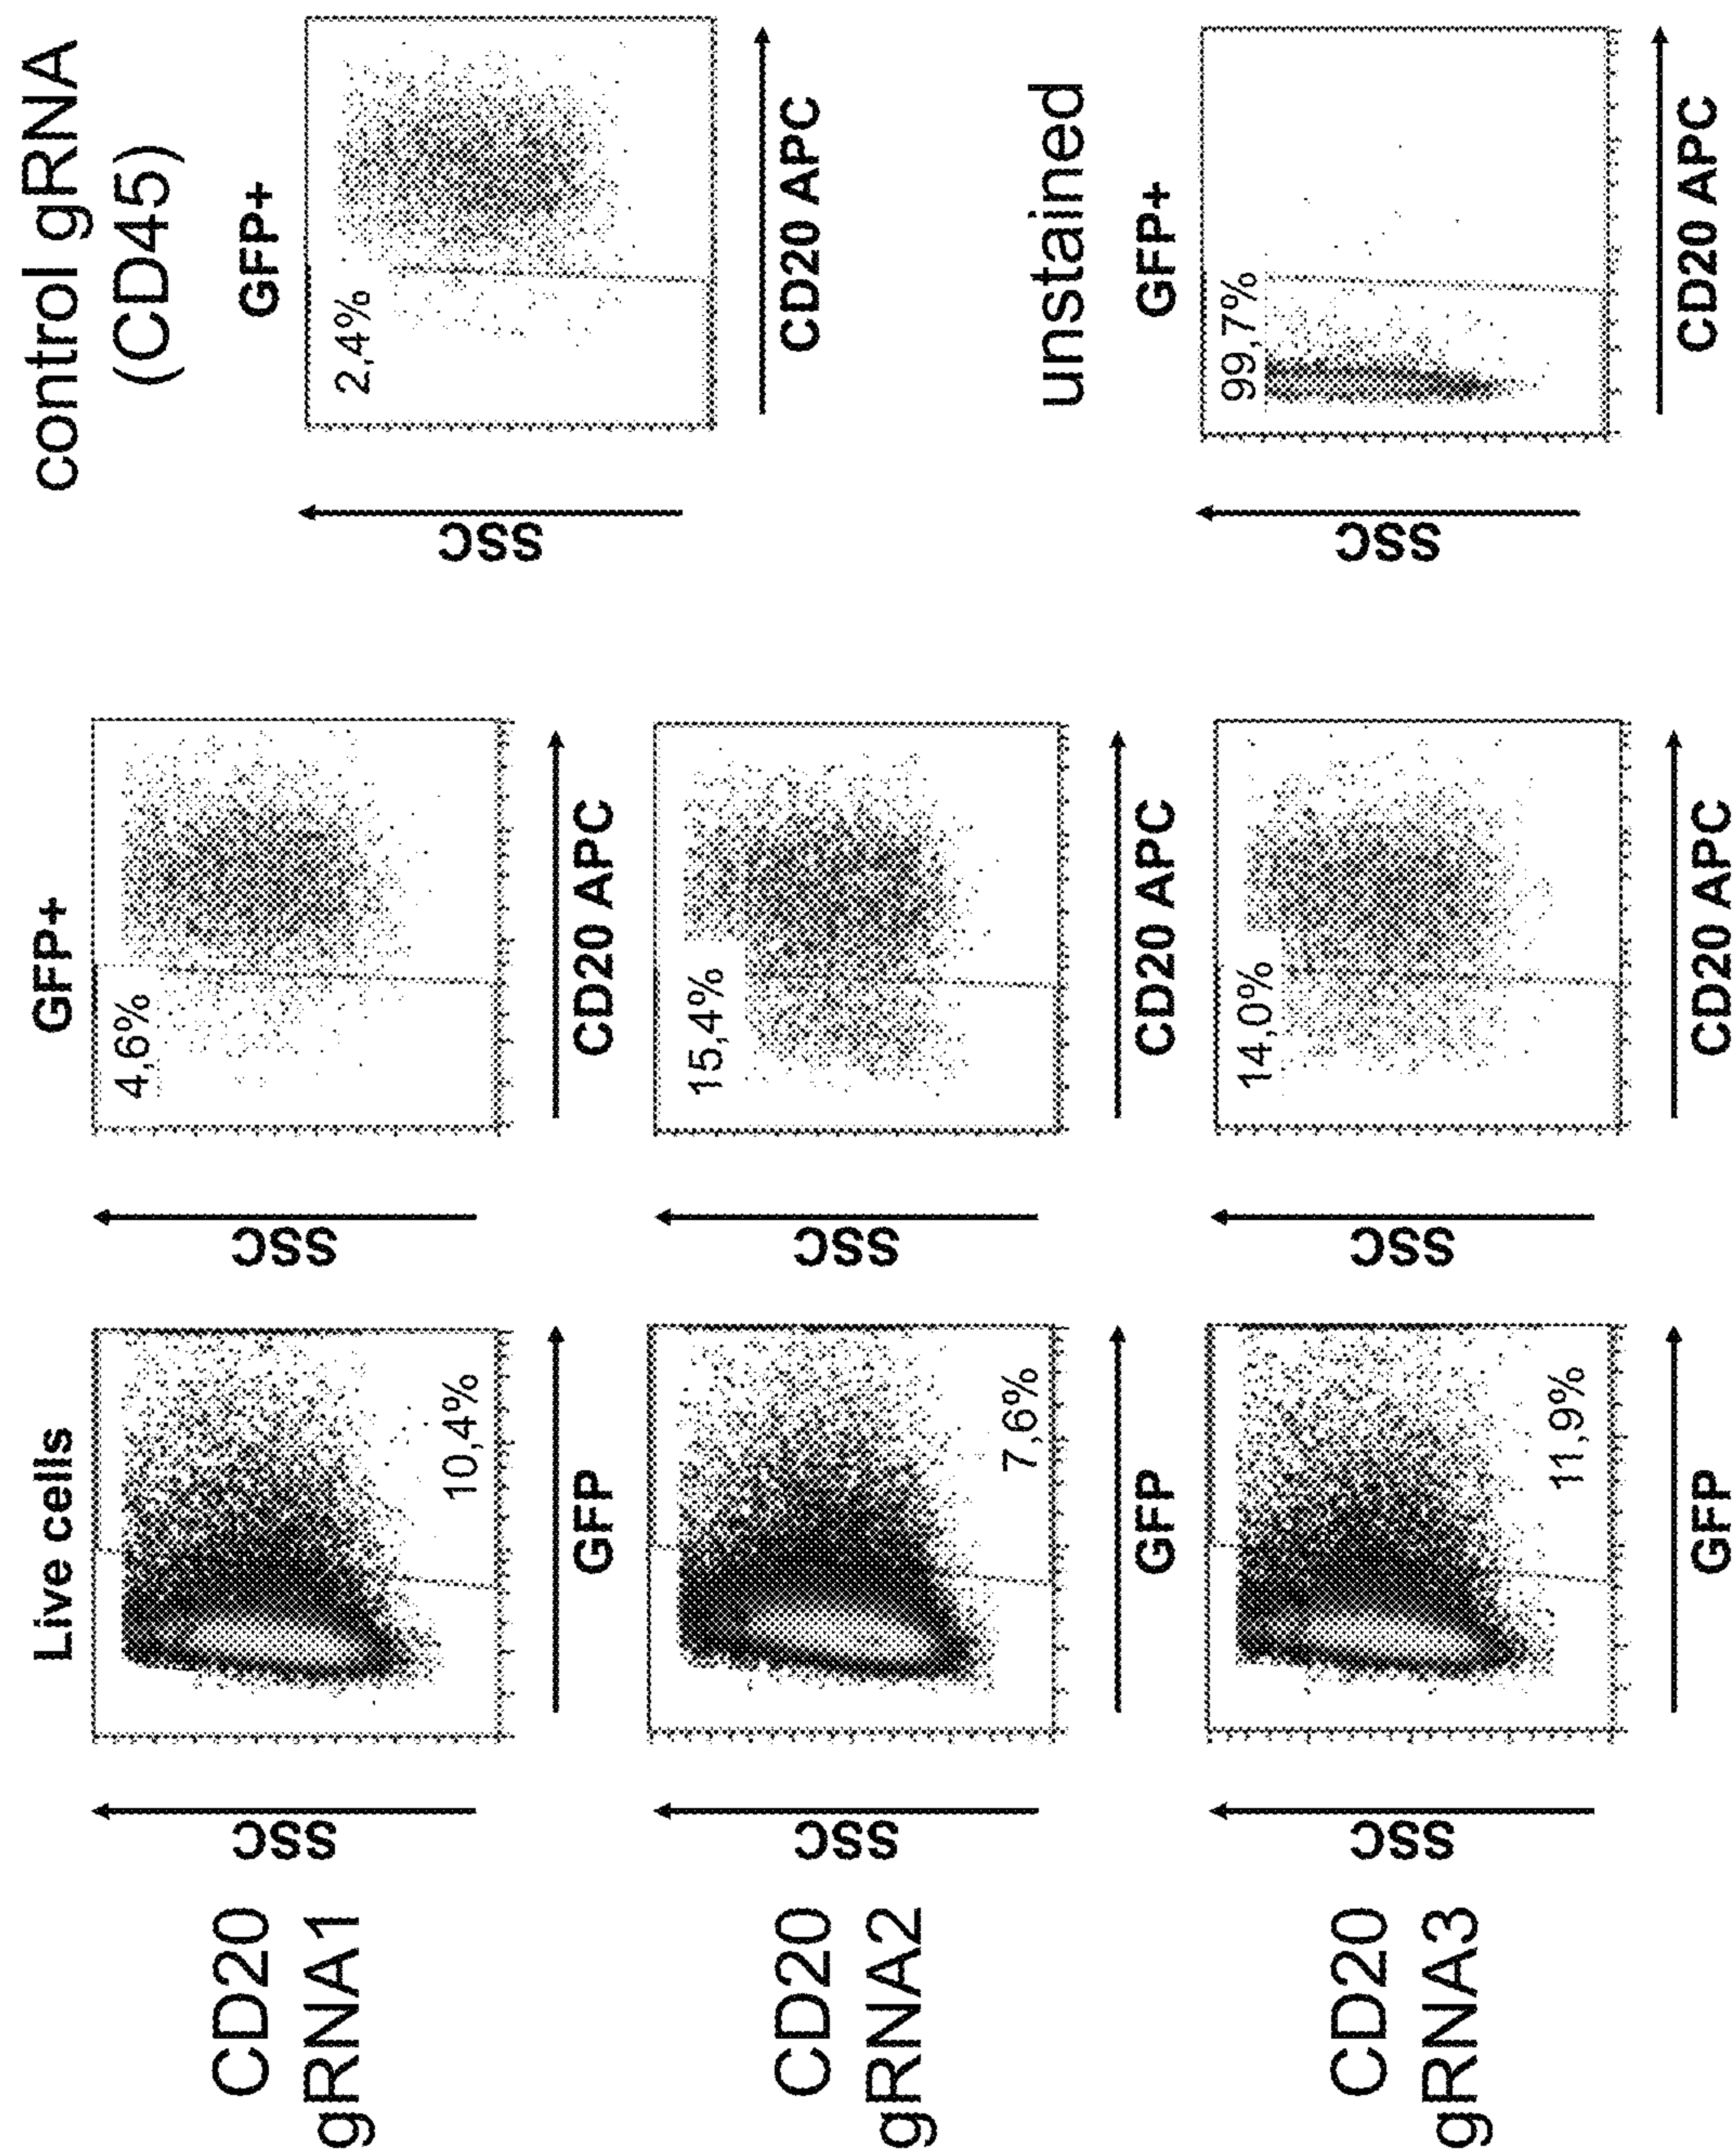 Live cells
GFP+
control gRNA
(CD45)
CD20
gRNA1
SSC
10,4%
GFP
SSC
4,6%
CD20 APC
GFP+
SSC
2,4%
CD20 APC
CD20
gRNA2
SSC
7,6%
GFP
SSC
15,4%
CD20 APC
unstained
GFP+
SSC
99,7%
CD20 APC
CD20
gRNA3
SSC
11,9%
GFP
SSC
14,0%
CD20 APC